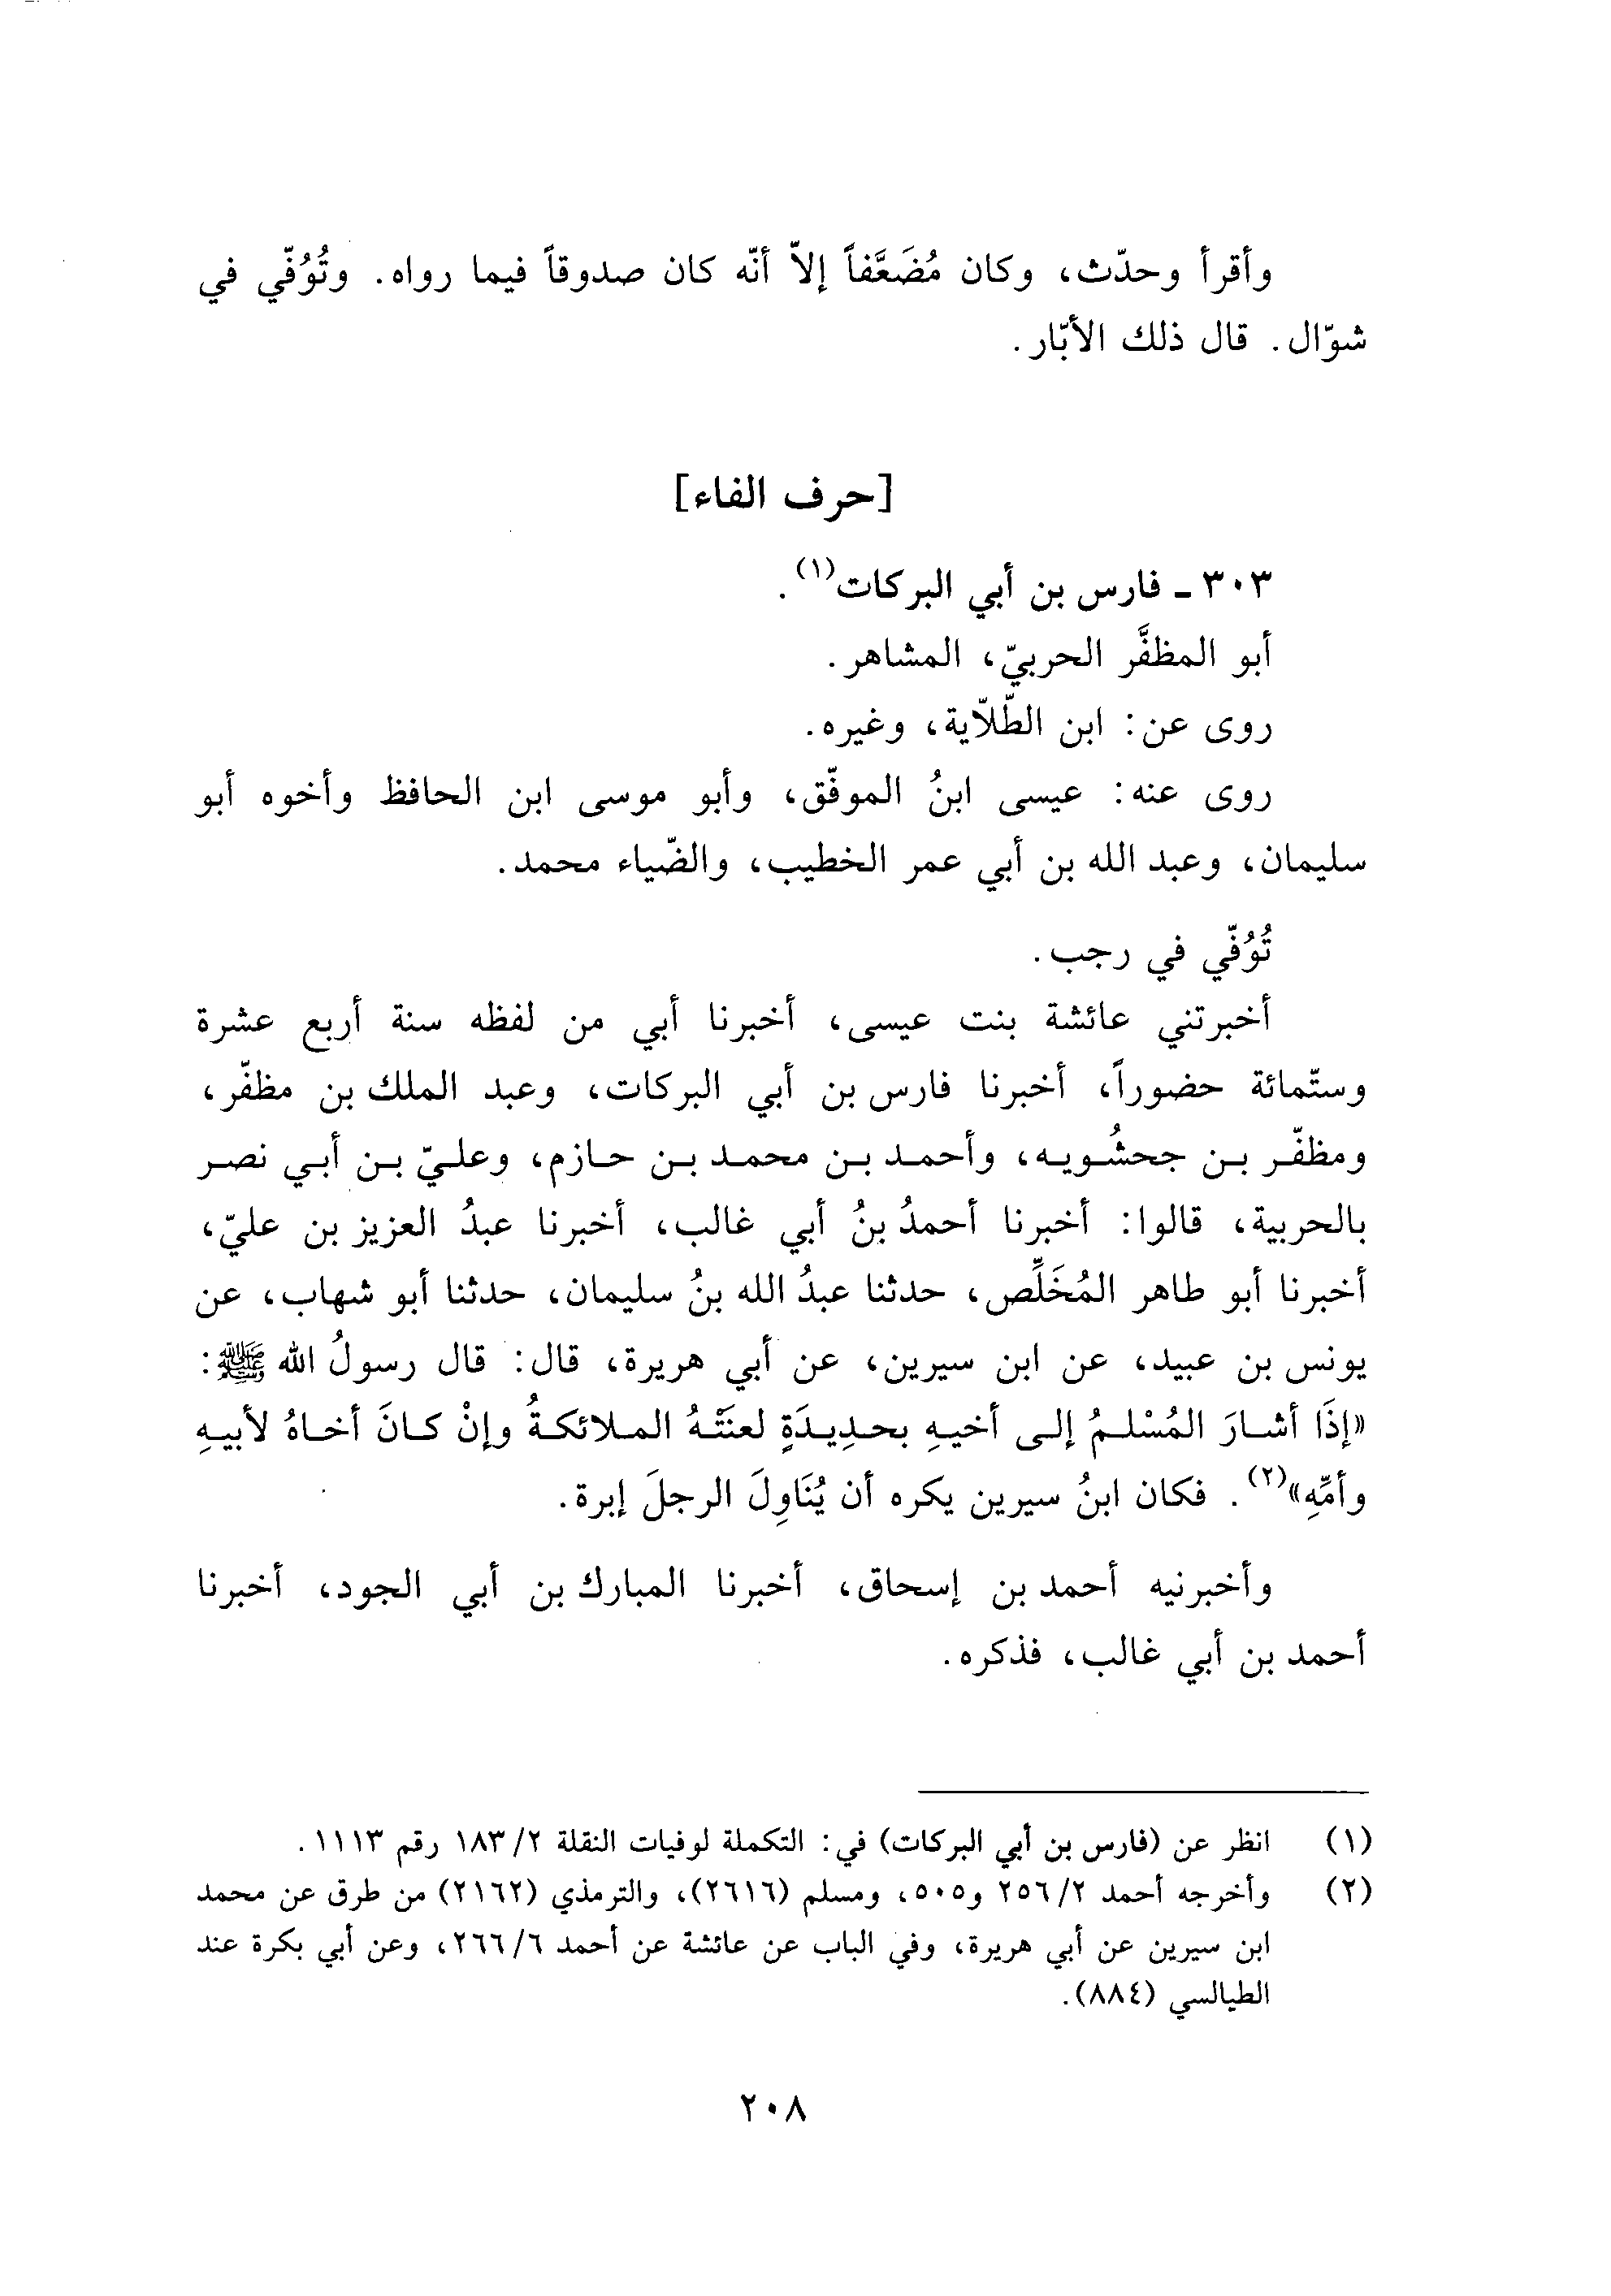 وأقرأ وحدّث، وكان مُضَعَّفاً إلاّ أنّه كان صدوقاً فيما رواه. وتُوُفّي في
شوّال. قال ذلك الأبّار.
[حرف الفاء]
٣٠٣ ـ فارس بن أبي البركات(١).
أبو المظفَّر الحربيّ، المشاهر.
روى عن: ابن الطّلاّية، وغيره.
روى عنه: عيسى ابنُ الموفّق، وأبو موسى ابن الحافظ وأخوه أبو
سليمان، وعبد الله بن أبي عمر الخطيب، والضّياء محمد.
تُوُفّي في رجب.
أخبرتني عائشة بنت عيسى، أخبرنا أبي من لفظه سنة أربع عشرة
وستّمائة حضوراً، أخبرنا فارس بن أبي البركات، وعبد الملك بن مظفّر،
ومظفّر بن جحشُويه، وأحمد بن محمد بن حازم، وعليّ بن أبي نصر
بالحربية، قالوا: أخبرنا أحمدُ بنُ أبي غالب، أخبرنا عبدُ العزيز بن عليّ،
أخبرنا أبو طاهر المُخَلِّص، حدثنا عبدُ الله بنُ سليمان، حدثنا أبو شهاب، عن
يونس بن عبيد، عن ابن سيرين، عن أبي هريرة، قال: قال رسولُ الله ﷺ:
«إذَا أشارَ المُسْلمُ إلى أخيهِ بحدِيدَةٍ لعنَتْهُ الملائكةُ وإنْ كانَ أخاهُ لأبيهِ
وأمِّهِ»(٢). فكان ابنُ سيرين يكره أن يُنَاوِلَ الرجلَ إبرة.
وأخبرنيه أحمد بن إسحاق، أخبرنا المبارك بن أبي الجود، أخبرنا
أحمد بن أبي غالب، فذكره.
(١) انظر عن (فارس بن أبي البركات) في: التكملة لوفيات النقلة ٢/ ١٨٣ رقم ١١١٣.
(٢) وأخرجه أحمد ٢/ ٢٥٦ و٥٠٥، ومسلم (٢٦١٦)، والترمذي (٢١٦٢) من طرق عن محمد
ابن سيرين عن أبي هريرة، وفي الباب عن عائشة عن أحمد ٦/ ٢٦٦، وعن أبي بكرة عند
الطيالسي (٨٨٤).
٢٠٨